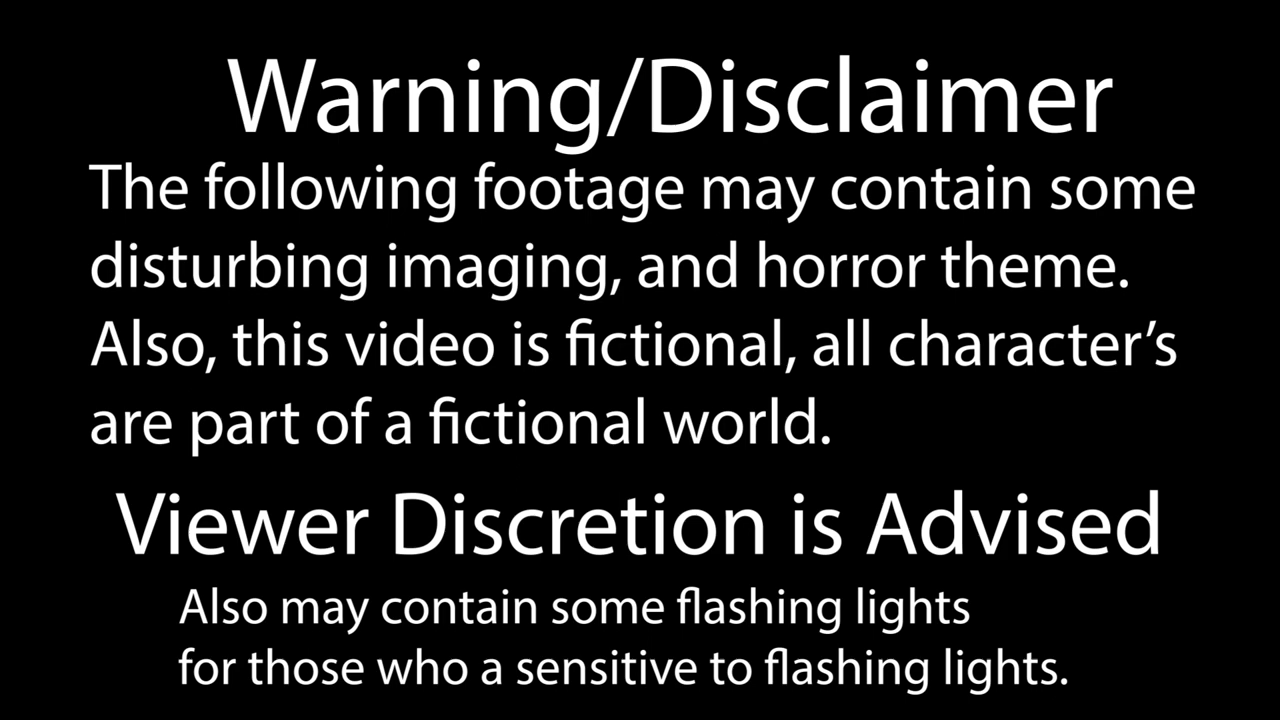 Warning/Disclaimer
The following footage may contain some
disturbing imaging, and horror theme.
Also, this video is fictional, all character’s
are part of a fictional world.
Viewer Discretion is Advised
Also may contain some flashing lights
for those who a sensitive to flashing lights.